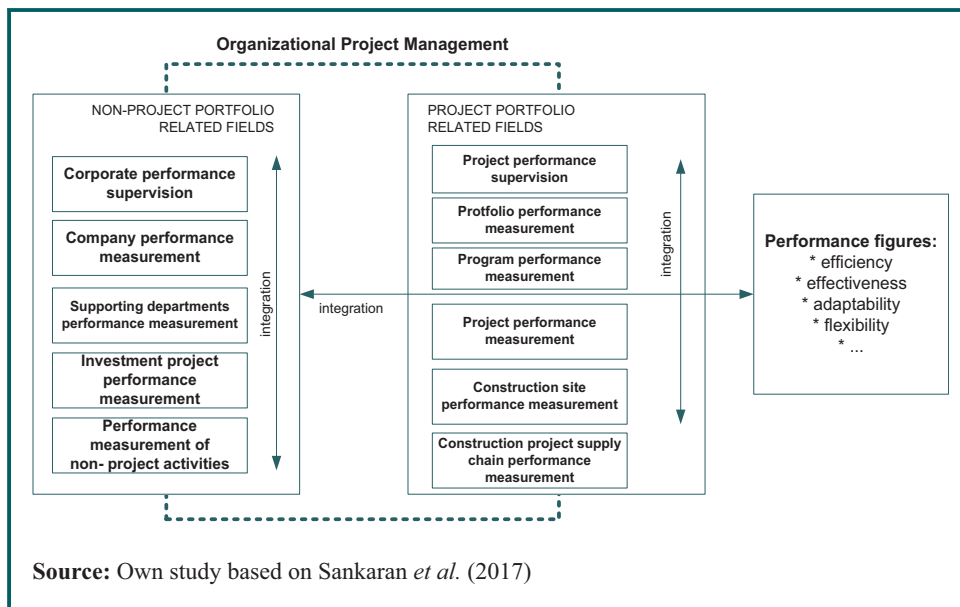 Organizational Project Management
NON-PROJECT PORTFOLIO
RELATED FIELDS
Corporate performance
supervision
Company performance
measurement
Supporting departments
performance measurement
Investment project
performance
measurement
Performance
measurement of
non- project activities
integration
integration
PROJECT PORTFOLIO
RELATED FIELDS
Project performance
supervision
Protfolio performance
measurement
Program performance
measurement
Project performance
measurement
Construction site
performance measurement
Construction project supply
chain performance
measurement
integration
Performance figures:
* efficiency
* effectiveness
* adaptability
* flexibility
* ...
Source: Own study based on Sankaran et al. (2017)